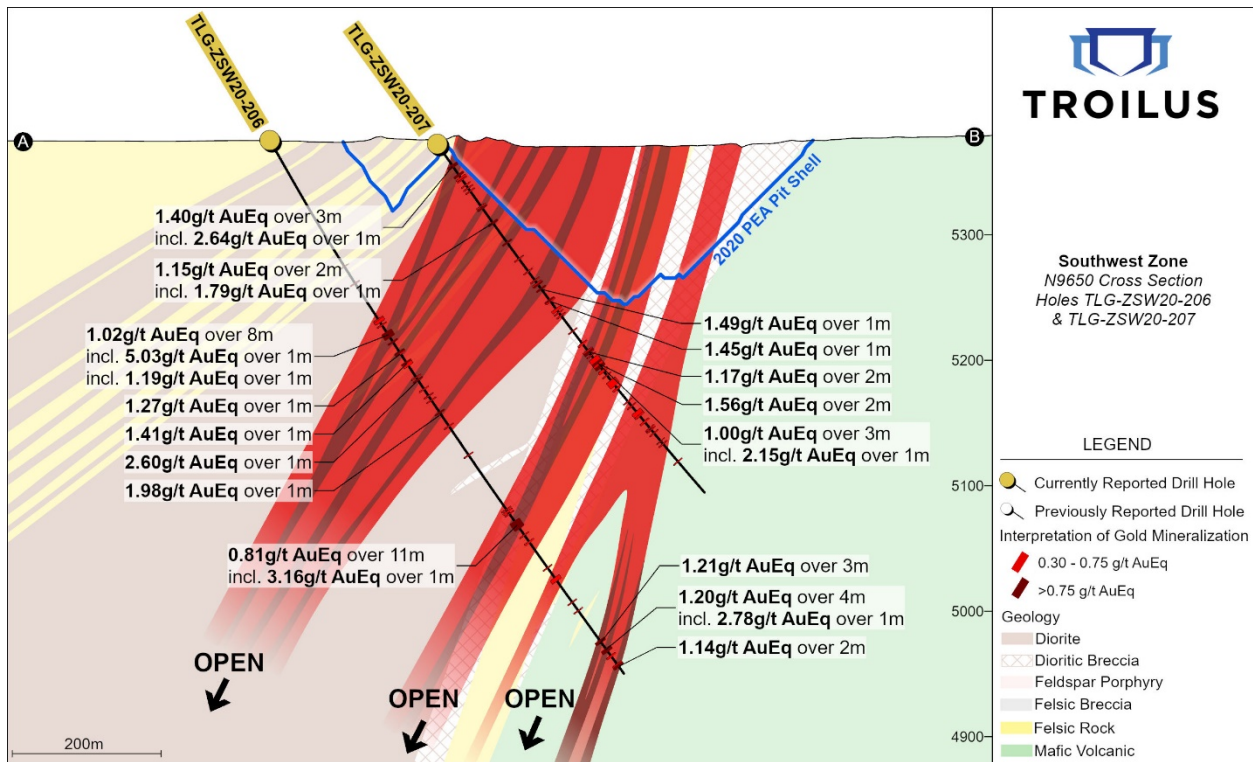 TLG-ZSW20-206
TLG-ZSW20-207
A
B
1.40g/t AuEq over 3m
incl. 2.64g/t AuEq over 1m
1.15g/t AuEq over 2m
incl. 1.79g/t AuEq over 1m
1.02g/t AuEq over 8m
incl. 5.03g/t AuEq over 1m
incl. 1.19g/t AuEq over 1m
1.27g/t AuEq over 1m
1.41g/t AuEq over 1m
2.60g/t AuEq over 1m
1.98g/t AuEq over 1m
0.81g/t AuEq over 11m
incl. 3.16g/t AuEq over 1m
2020 PEA Pit Shell
1.49g/t AuEq over 1m
1.45g/t AuEq over 1m
1.17g/t AuEq over 2m
1.56g/t AuEq over 2m
1.00g/t AuEq over 3m
incl. 2.15g/t AuEq over 1m
1.21g/t AuEq over 3m
1.20g/t AuEq over 4m
incl. 2.78g/t AuEq over 1m
1.14g/t AuEq over 2m
OPEN
OPEN
OPEN
200m
5300
5200
5100
5000
4900
TROILUS
Southwest Zone
N9650 Cross Section
Holes TLG-ZSW20-206
& TLG-ZSW20-207
LEGEND
Currently Reported Drill Hole
Previously Reported Drill Hole
Interpretation of Gold Mineralization
0.30 - 0.75 g/t AuEq
>0.75 g/t AuEq
Geology
Diorite
Dioritic Breccia
Feldspar Porphyry
Felsic Breccia
Felsic Rock
Mafic Volcanic